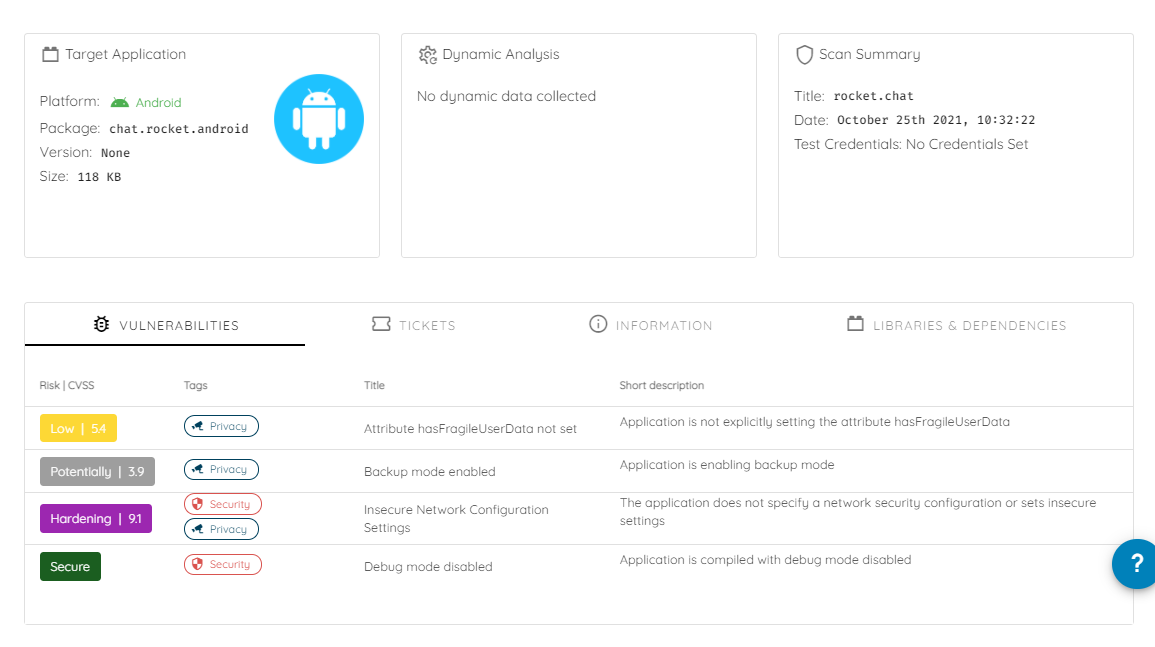 Target Application
Platform: Android
Package: chat.rocket.android
Version: None
Size: 118 KB
Dynamic Analysis
No dynamic data collected
Scan Summary
Title: rocket.chat
Date: October 25th 2021, 10:32:22
Test Credentials: No Credentials Set
VULNERABILITIES TICKETS INFORMATION LIBRARIES & DEPENDENCIES
Risk | CVSS Tags Title Short description
Low | 5.4 Privacy Attribute hasFragileUserData not set Application is not explicitly setting the attribute hasFragileUserData
Potentially | 3.9 Privacy Backup mode enabled Application is enabling backup mode
Hardening | 9.1
Security
Privacy
Insecure Network Configuration
Settings
The application does not specify a network security configuration or sets insecure
settings
Secure Security Debug mode disabled Application is compiled with debug mode disabled
?